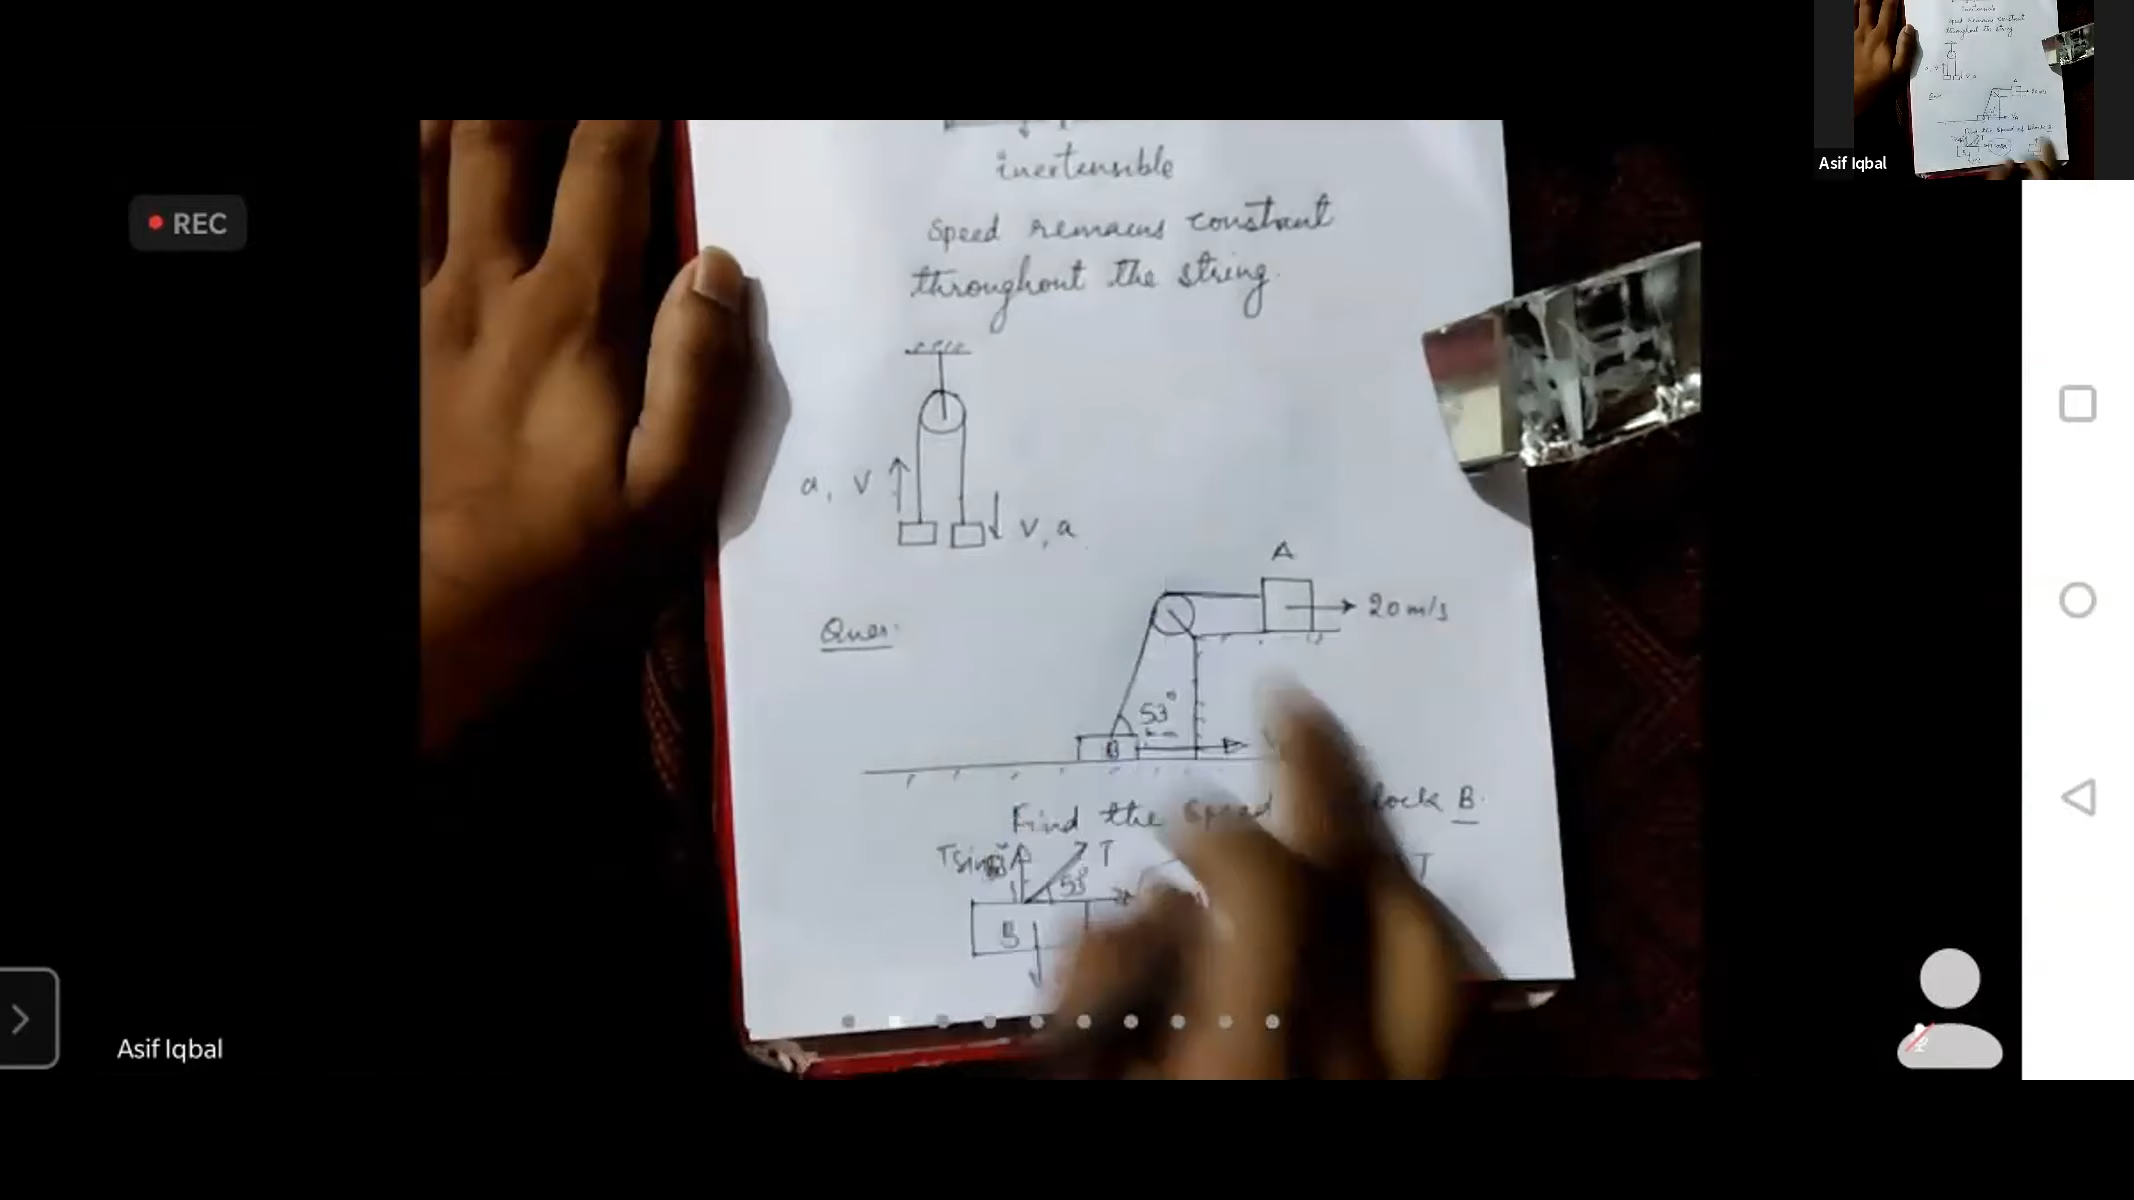 REC
Asif Iqbal
inextensible
Speed remains constant
throughout the string.
a, V
V, a
A
Ques.
20 m/s
53°
B
Find the Speed lock B.
T
53°
T
B
Asif Iqbal